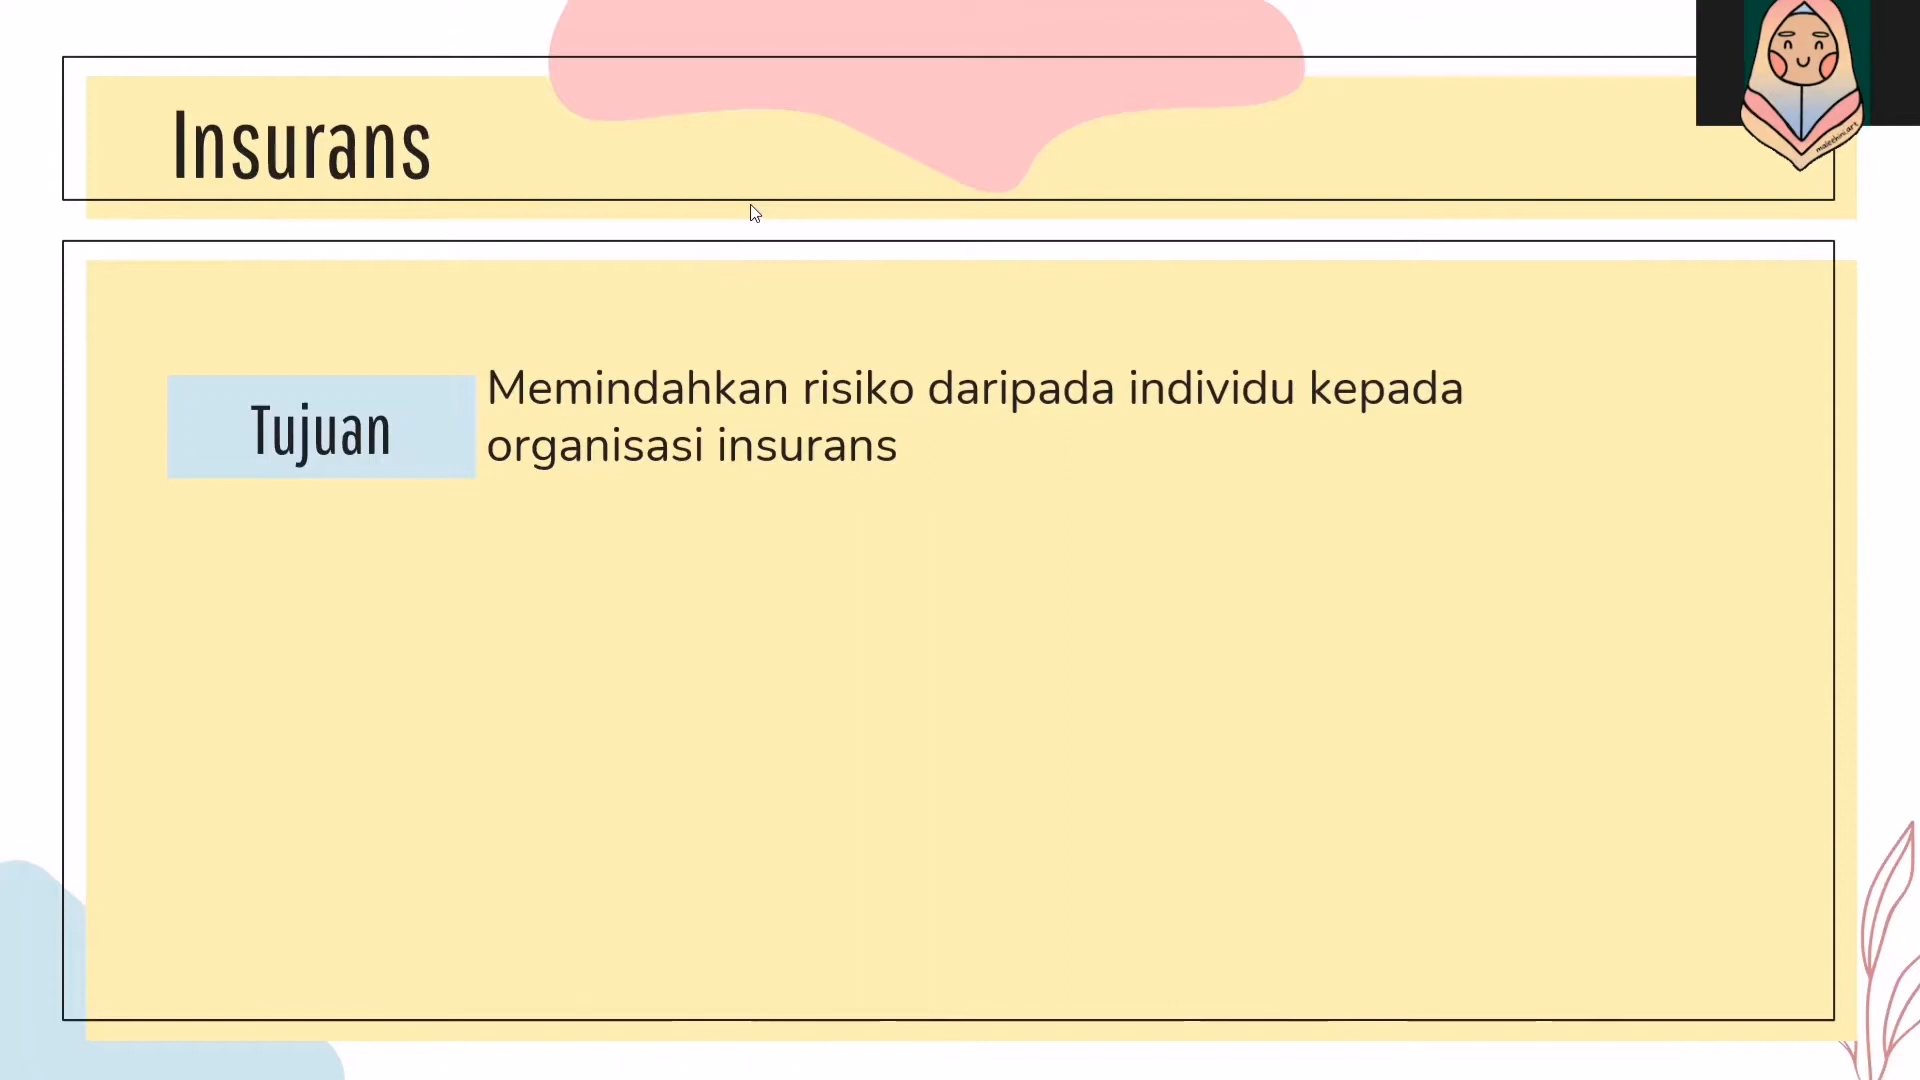 Insurans
Tujuan
Memindahkan risiko daripada individu kepada
organisasi insurans